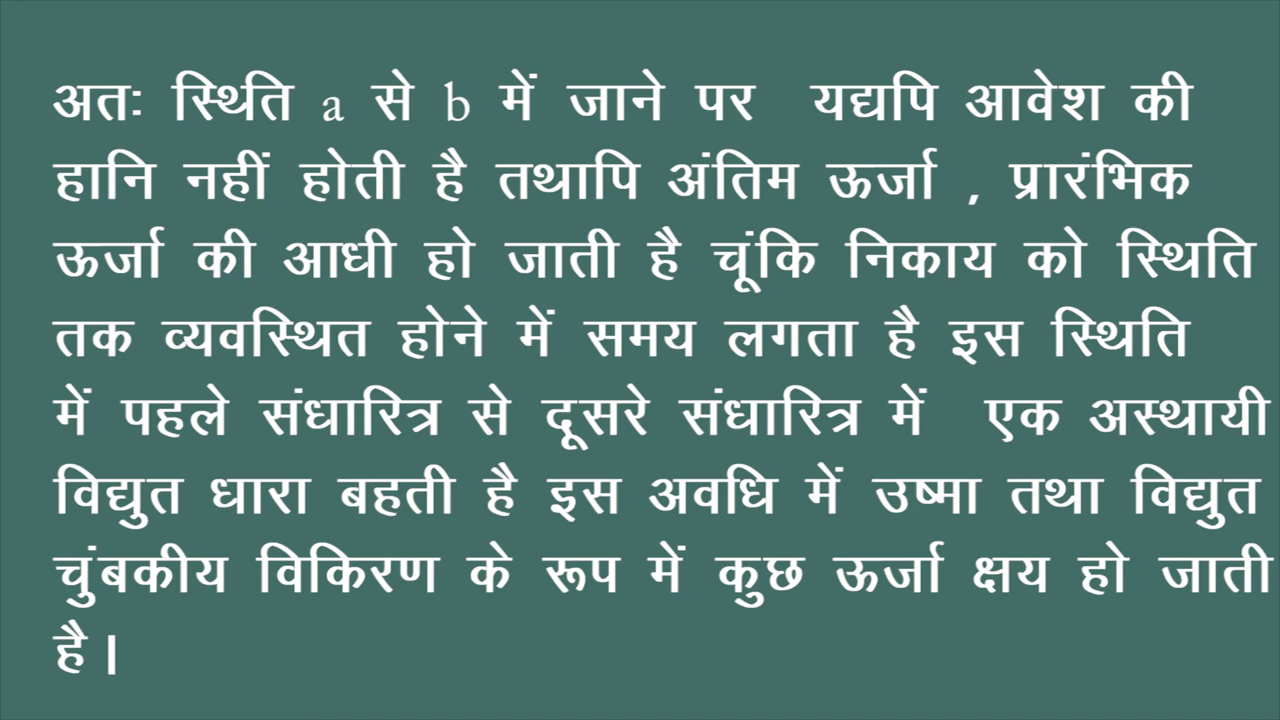 अतः स्थिति a से b में जाने पर यद्यपि आवेश की
हानि नहीं होती है तथापि अंतिम ऊर्जा , प्रारंभिक
ऊर्जा की आधी हो जाती है चूंकि निकाय को स्थिति
तक व्यवस्थित होने में समय लगता है इस स्थिति
में पहले संधारित्र से दूसरे संधारित्र में एक अस्थायी
विद्युत धारा बहती है इस अवधि में उष्मा तथा विद्युत
चुंबकीय विकिरण के रूप में कुछ ऊर्जा क्षय हो जाती
है।